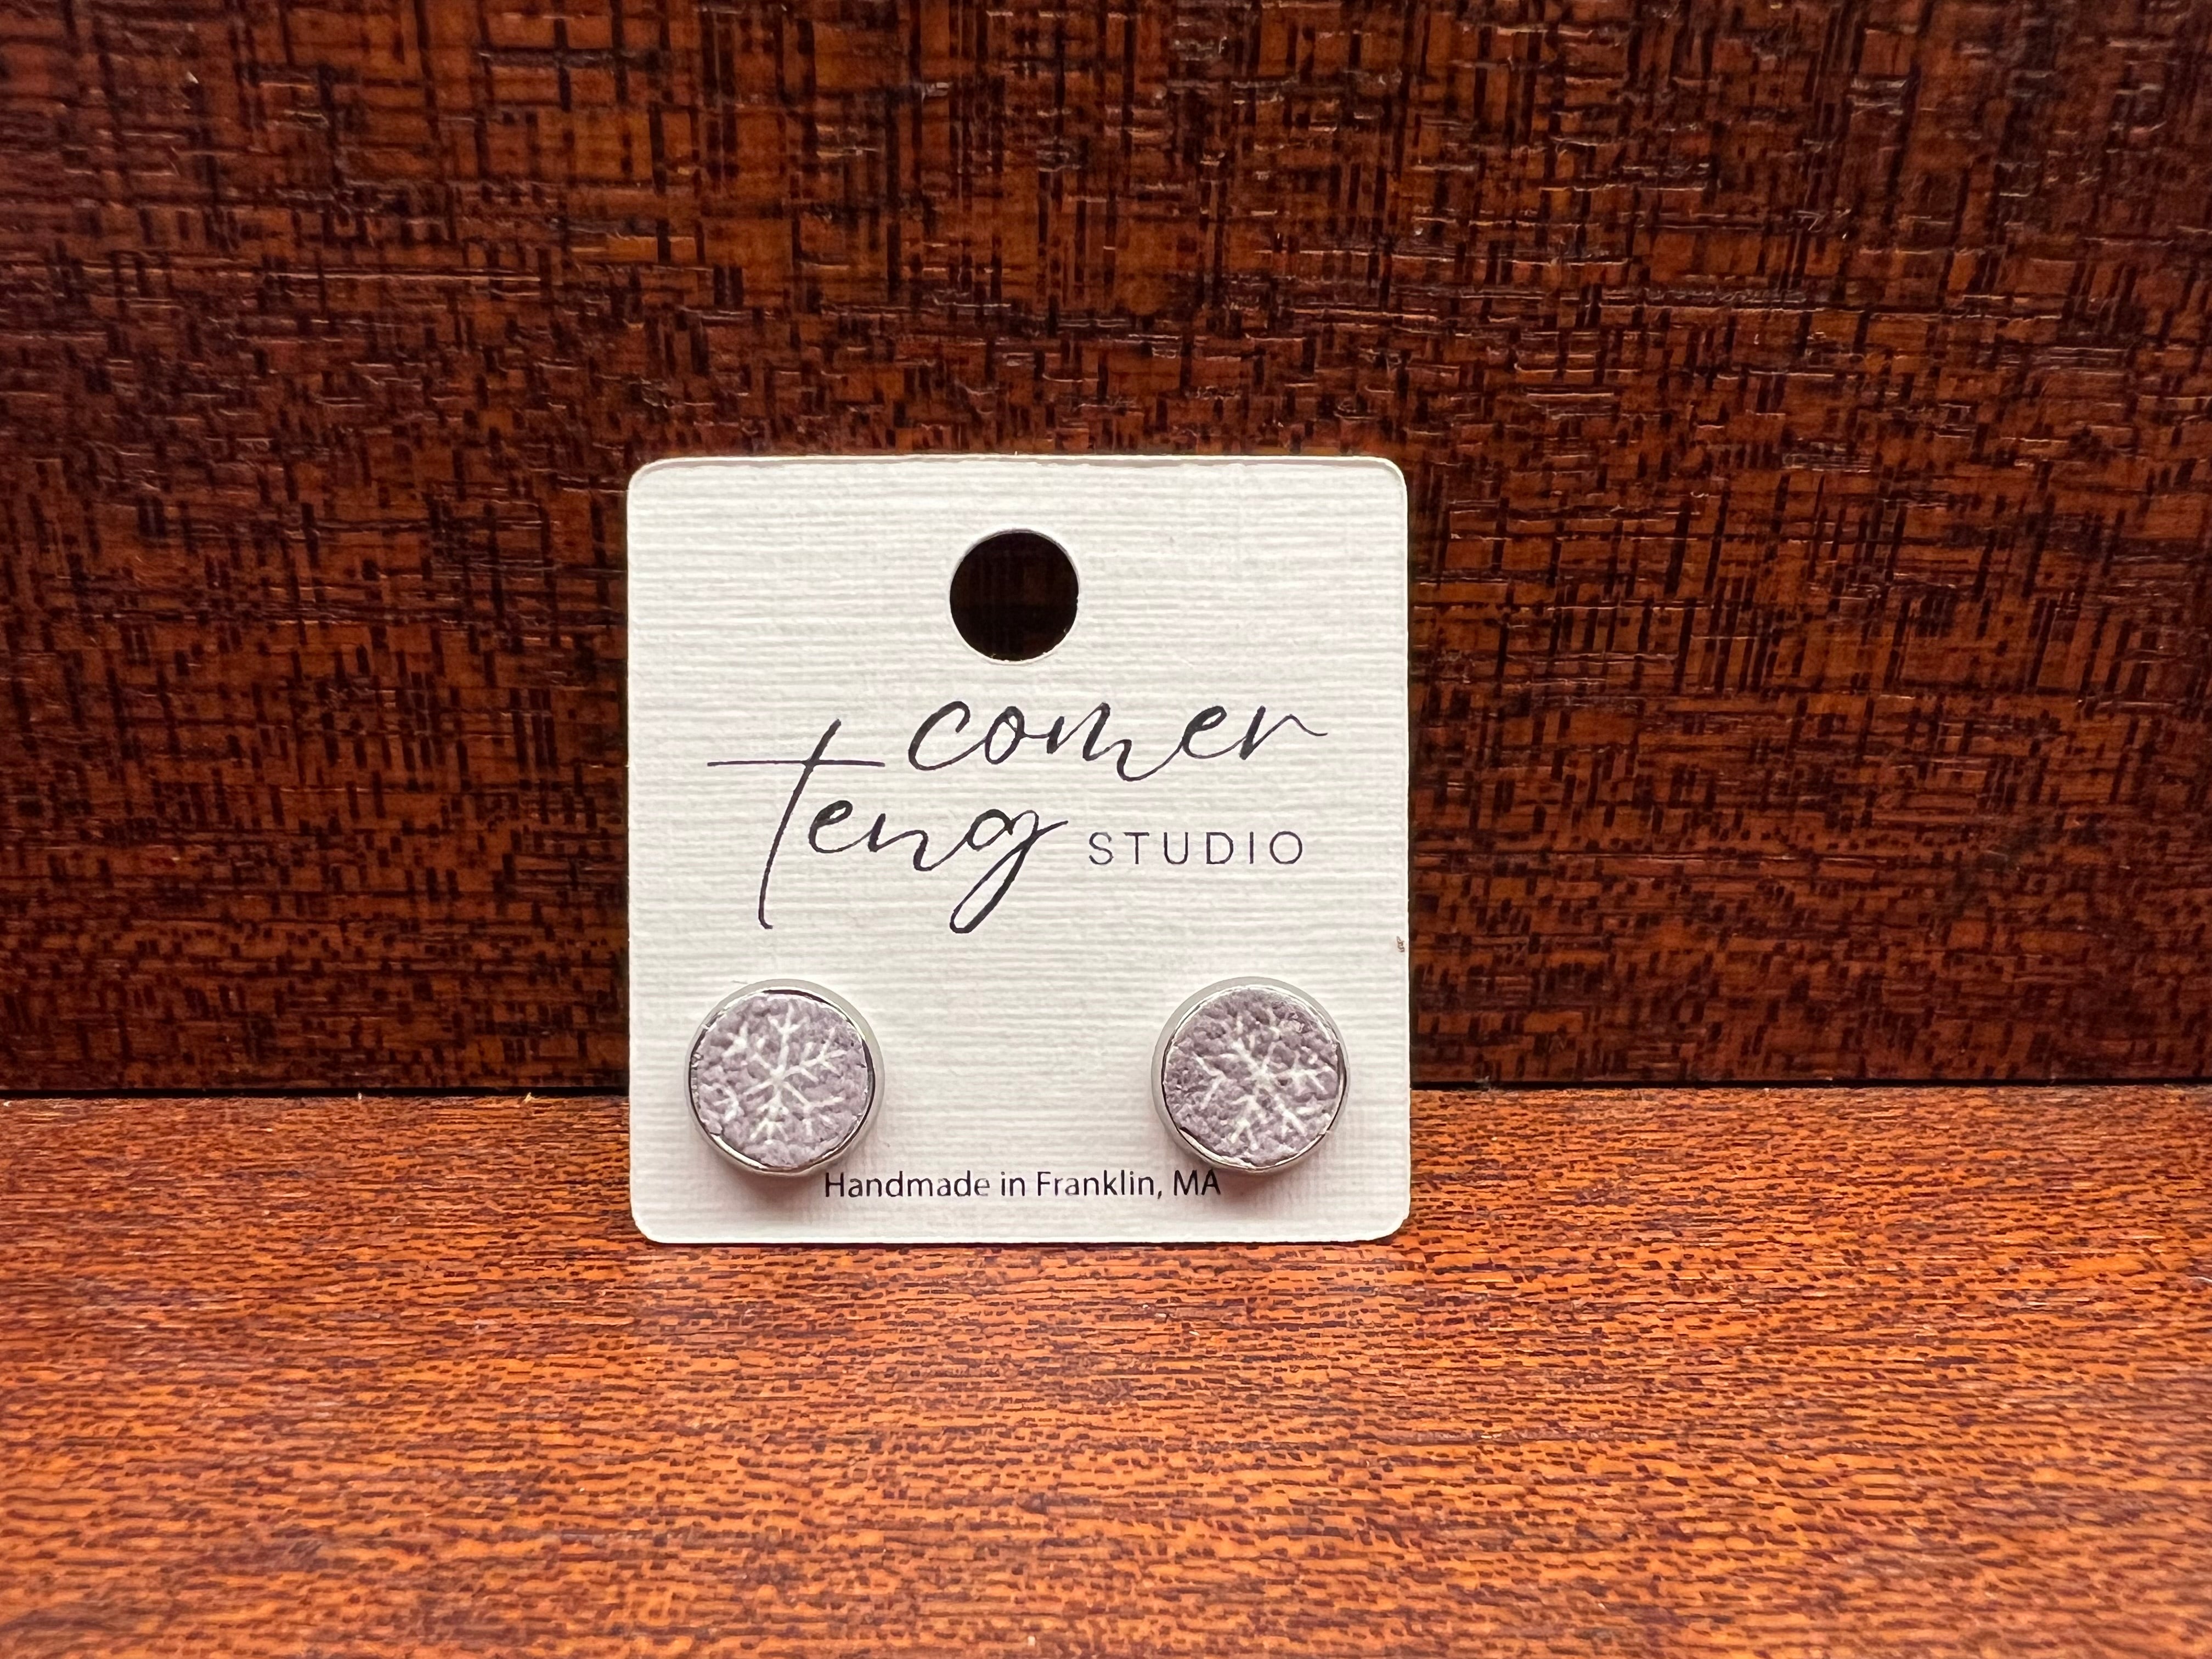 comer
teng STUDIO
Handmade in Franklin, MA